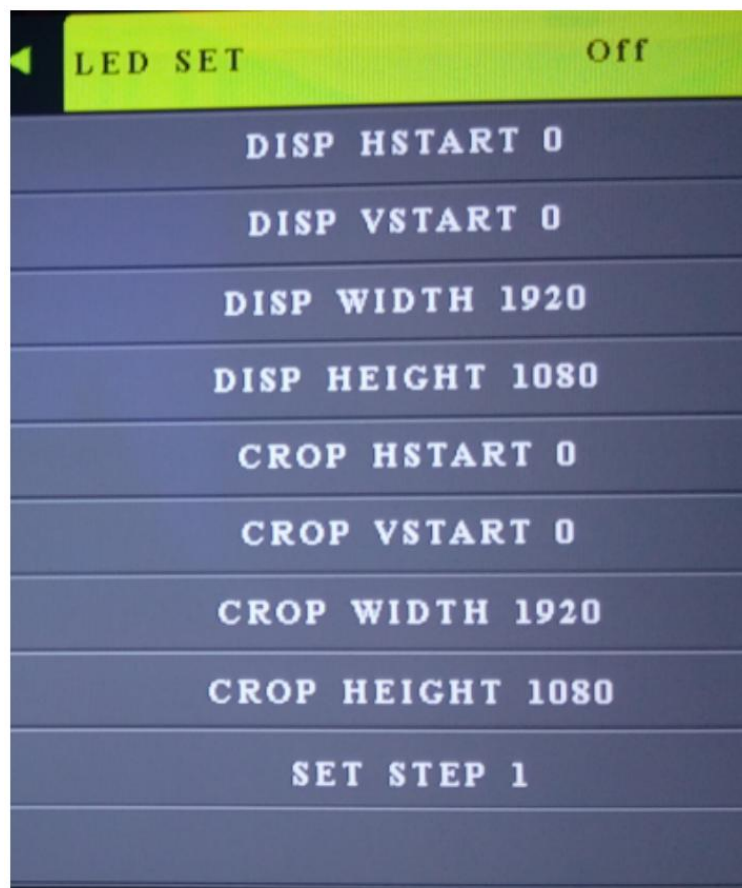 LED SET Off
DISP HSTART 0
DISP VSTART 0
DISP WIDTH 1920
DISP HEIGHT 1080
CROP HSTART 0
CROP VSTART 0
CROP WIDTH 1920
CROP HEIGHT 1080
SET STEP 1